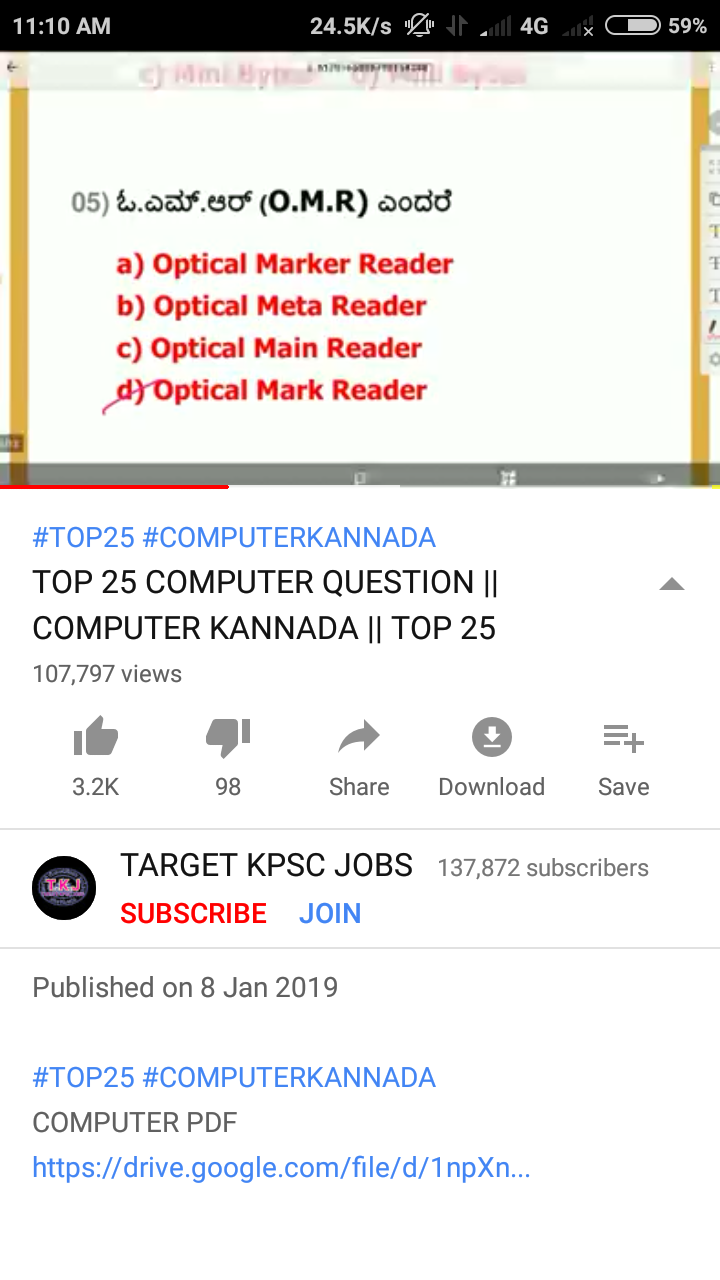 11:10 AM 24.5K/s 4G 59%
c) Mini Bytes d) Milli Bytes
05) ಓ.ಎಮ್.ಆರ್ (O.M.R) ಎಂದರೆ
a) Optical Marker Reader
b) Optical Meta Reader
c) Optical Main Reader
d) Optical Mark Reader
#TOP25 #COMPUTERKANNADA
TOP 25 COMPUTER QUESTION ||
COMPUTER KANNADA || TOP 25
107,797 views
3.2K 98 Share Download Save
T.K.J
TARGET KPSC JOBS 137,872 subscribers
SUBSCRIBE JOIN
Published on 8 Jan 2019
#TOP25 #COMPUTERKANNADA
COMPUTER PDF
https://drive.google.com/file/d/1npXn...